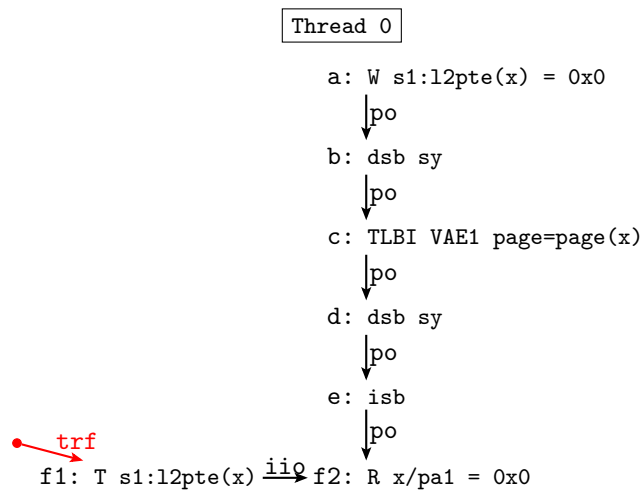 Thread 0
a: W s1:l2pte(x) = 0x0
po
b: dsb sy
po
c: TLBI VAE1 page=page(x)
po
d: dsb sy
po
e: isb
po
trf
f1: T s1:l2pte(x) iio f2: R x/pa1 = 0x0